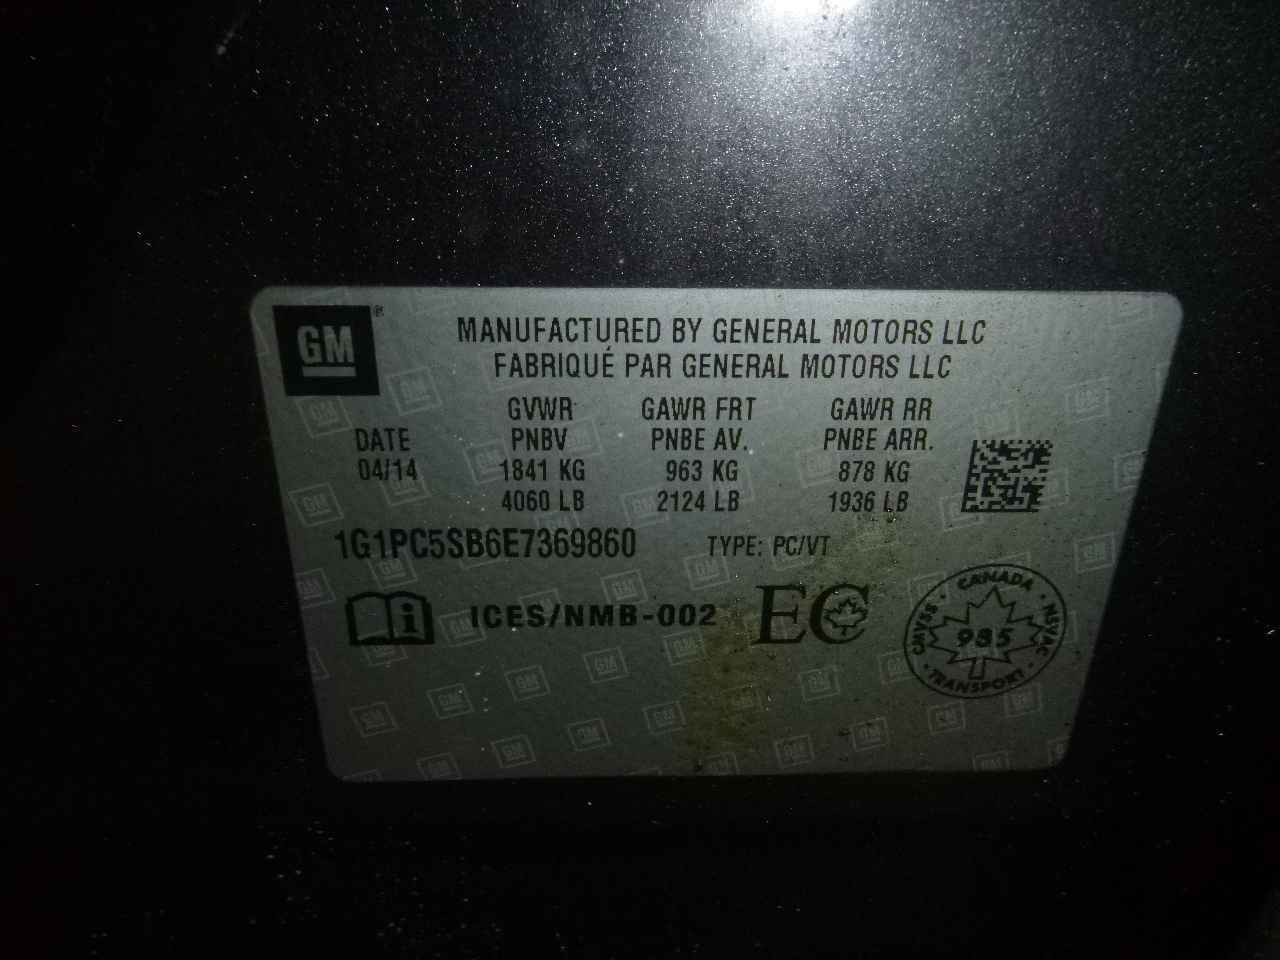 GM®
MANUFACTURED BY GENERAL MOTORS LLC
FABRIQUÉ PAR GENERAL MOTORS LLC
GVWR GAWR FRT GAWR RR
DATE PNBV PNBE AV. PNBE ARR.
04/14 1841 KG 963 KG 878 KG
4060 LB 2124 LB 1936 LB
1G1PC5SB6E7369860 TYPE: PC/VT
i ICES/NMB-002 EC
CANADA
CMVSS 985 NSVAC
TRANSPORT